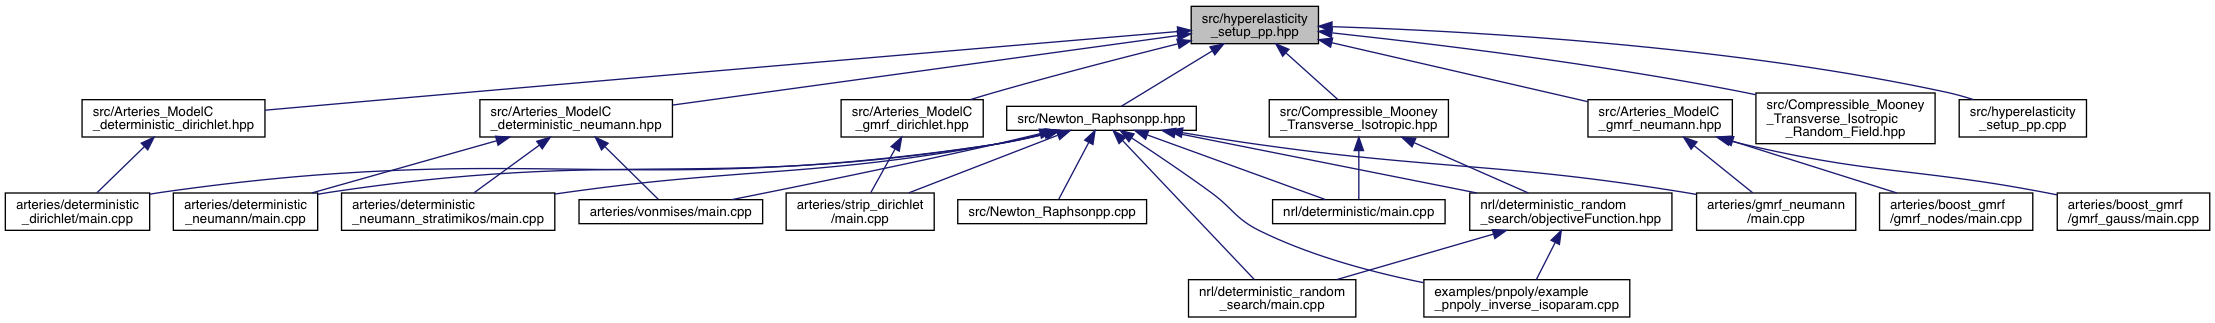 src/hyperelasticity
_setup_pp.hpp
src/Arteries_ModelC
_deterministic_dirichlet.hpp
src/Arteries_ModelC
_deterministic_neumann.hpp
src/Arteries_ModelC
_gmrf_dirichlet.hpp
src/Newton_Raphsonpp.hpp
src/Compressible_Mooney
_Transverse_Isotropic.hpp
src/Arteries_ModelC
_gmrf_neumann.hpp
src/Compressible_Mooney
_Transverse_Isotropic
_Random_Field.hpp
src/hyperelasticity
_setup_pp.cpp
arteries/deterministic
_dirichlet/main.cpp
arteries/deterministic
_neumann/main.cpp
arteries/deterministic
_neumann_stratimikos/main.cpp
arteries/vonmises/main.cpp
arteries/strip_dirichlet
/main.cpp
src/Newton_Raphsonpp.cpp
nrl/deterministic/main.cpp
nrl/deterministic_random
_search/objectiveFunction.hpp
arteries/gmrf_neumann
/main.cpp
arteries/boost_gmrf
/gmrf_nodes/main.cpp
arteries/boost_gmrf
/gmrf_gauss/main.cpp
nrl/deterministic_random
_search/main.cpp
examples/pnpoly/example
_pnpoly_inverse_isoparam.cpp